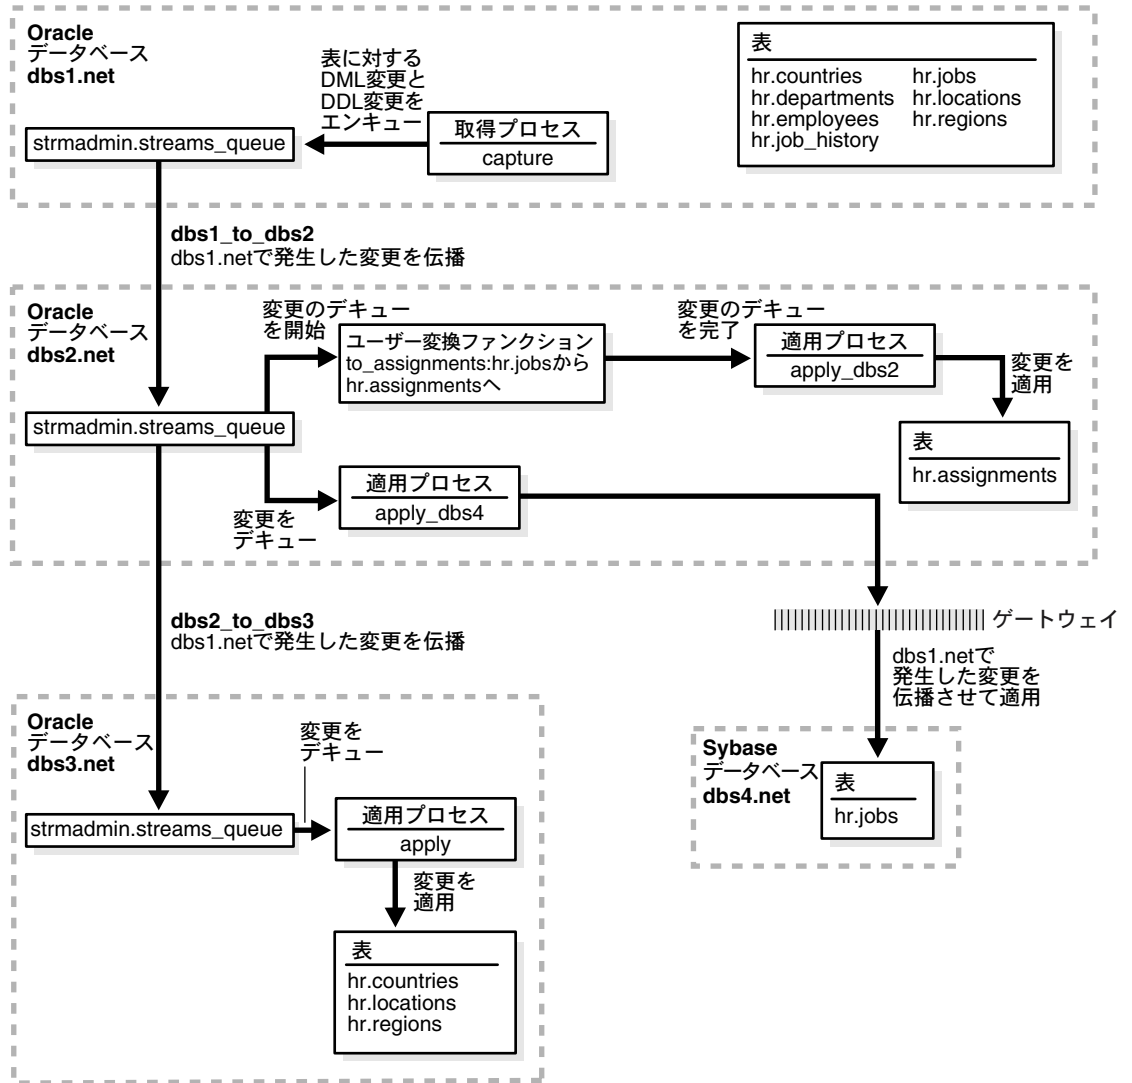 Oracle
データベース
dbs1.net
表に対する
DML変更と
DDL変更を
エンキュー
strmadmin.streams_queue
取得プロセス
capture
表
hr.countries
hr.departments
hr.employees
hr.job_history
hr.jobs
hr.locations
hr.regions
dbs1_to_dbs2
dbs1.netで発生した変更を伝播
Oracle
データベース
dbs2.net
変更のデキュー
を開始
ユーザー変換ファンクション
to_assignments:hr.jobsから
hr.assignmentsへ
変更のデキュー
を完了
適用プロセス
apply_dbs2
変更を
適用
strmadmin.streams_queue
表
hr.assignments
適用プロセス
apply_dbs4
変更を
デキュー
dbs2_to_dbs3
dbs1.netで発生した変更を伝播
ゲートウェイ
dbs1.netで
発生した変更を
伝播させて適用
Oracle
データベース
dbs3.net
変更を
デキュー
strmadmin.streams_queue
適用プロセス
apply
変更を
適用
表
hr.countries
hr.locations
hr.regions
Sybase
データベース
dbs4.net
表
hr.jobs